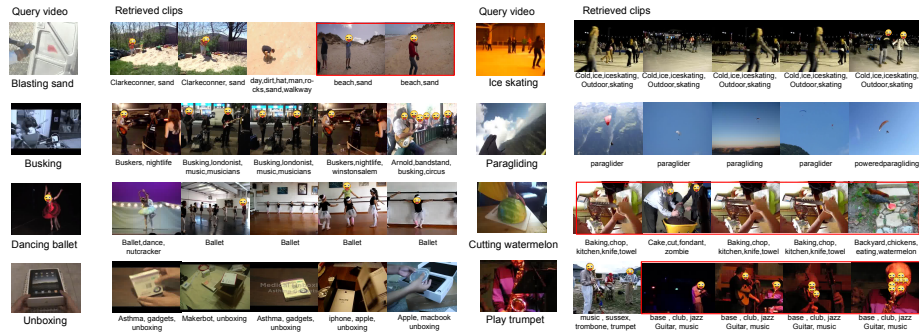 Query video
Retrieved clips
Blasting sand
Clarkeconner, sand
Clarkeconner, sand
day,dirt,hat,man,ro-
cks,sand,walkway
beach,sand
beach,sand
Busking
Buskers, nightlife
Busking,londonist,
music,musicians
Busking,londonist,
music,musicians
Buskers,nightlife,
winstonsalem
Arnold,bandstand,
busking,circus
Dancing ballet
Ballet,dance,
nutcracker
Ballet
Ballet
Ballet
Ballet
Unboxing
Asthma, gadgets,
unboxing
Makerbot, unboxing
Asthma, gadgets,
unboxing
iphone, apple,
unboxing
Apple, macbook
unboxing
Query video
Retrieved clips
Ice skating
Cold,ice,iceskating,
Outdoor,skating
Cold,ice,iceskating,
Outdoor,skating
Cold,ice,iceskating,
Outdoor,skating
Cold,ice,iceskating,
Outdoor,skating
Cold,ice,iceskating,
Outdoor,skating
Paragliding
paraglider
paraglider
paragliding
paraglider
poweredparagliding
Cutting watermelon
Baking,chop,
kitchen,knife,towel
Cake,cut,fondant,
zombie
Baking,chop,
kitchen,knife,towel
Baking,chop,
kitchen,knife,towel
Backyard,chickens,
eating,watermelon
Play trumpet
music , sussex,
trombone, trumpet
base , club, jazz
Guitar, music
base , club, jazz
Guitar, music
base , club, jazz
Guitar, music
base , club, jazz
Guitar, music